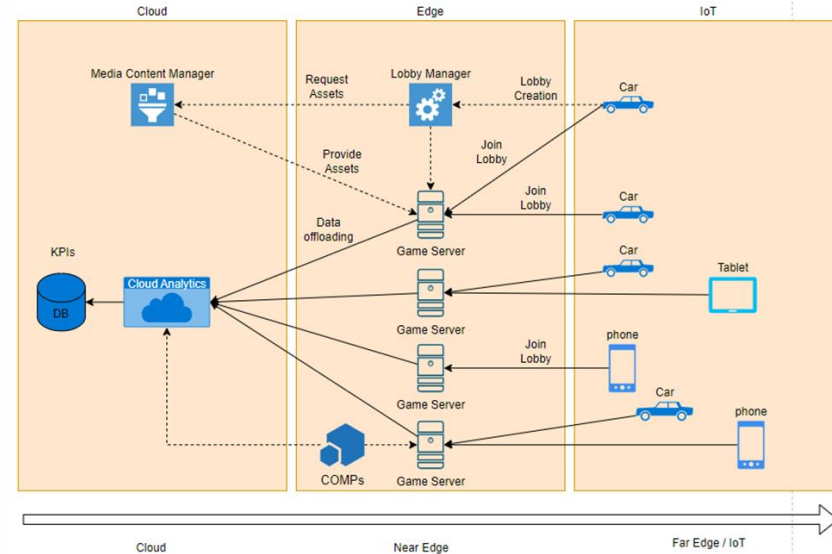 Cloud
Edge
IoT
Media Content Manager
Request
Assets
Lobby Manager
Lobby
Creation
Car
Join
Lobby
Provide
Assets
Join
Lobby
Car
Data
offloading
Game Server
KPIs
Car
Tablet
Cloud Analytics
DB
Game Server
Join
Lobby
phone
Car
Game Server
phone
COMPs
Game Server
Cloud
Near Edge
Far Edge / IoT